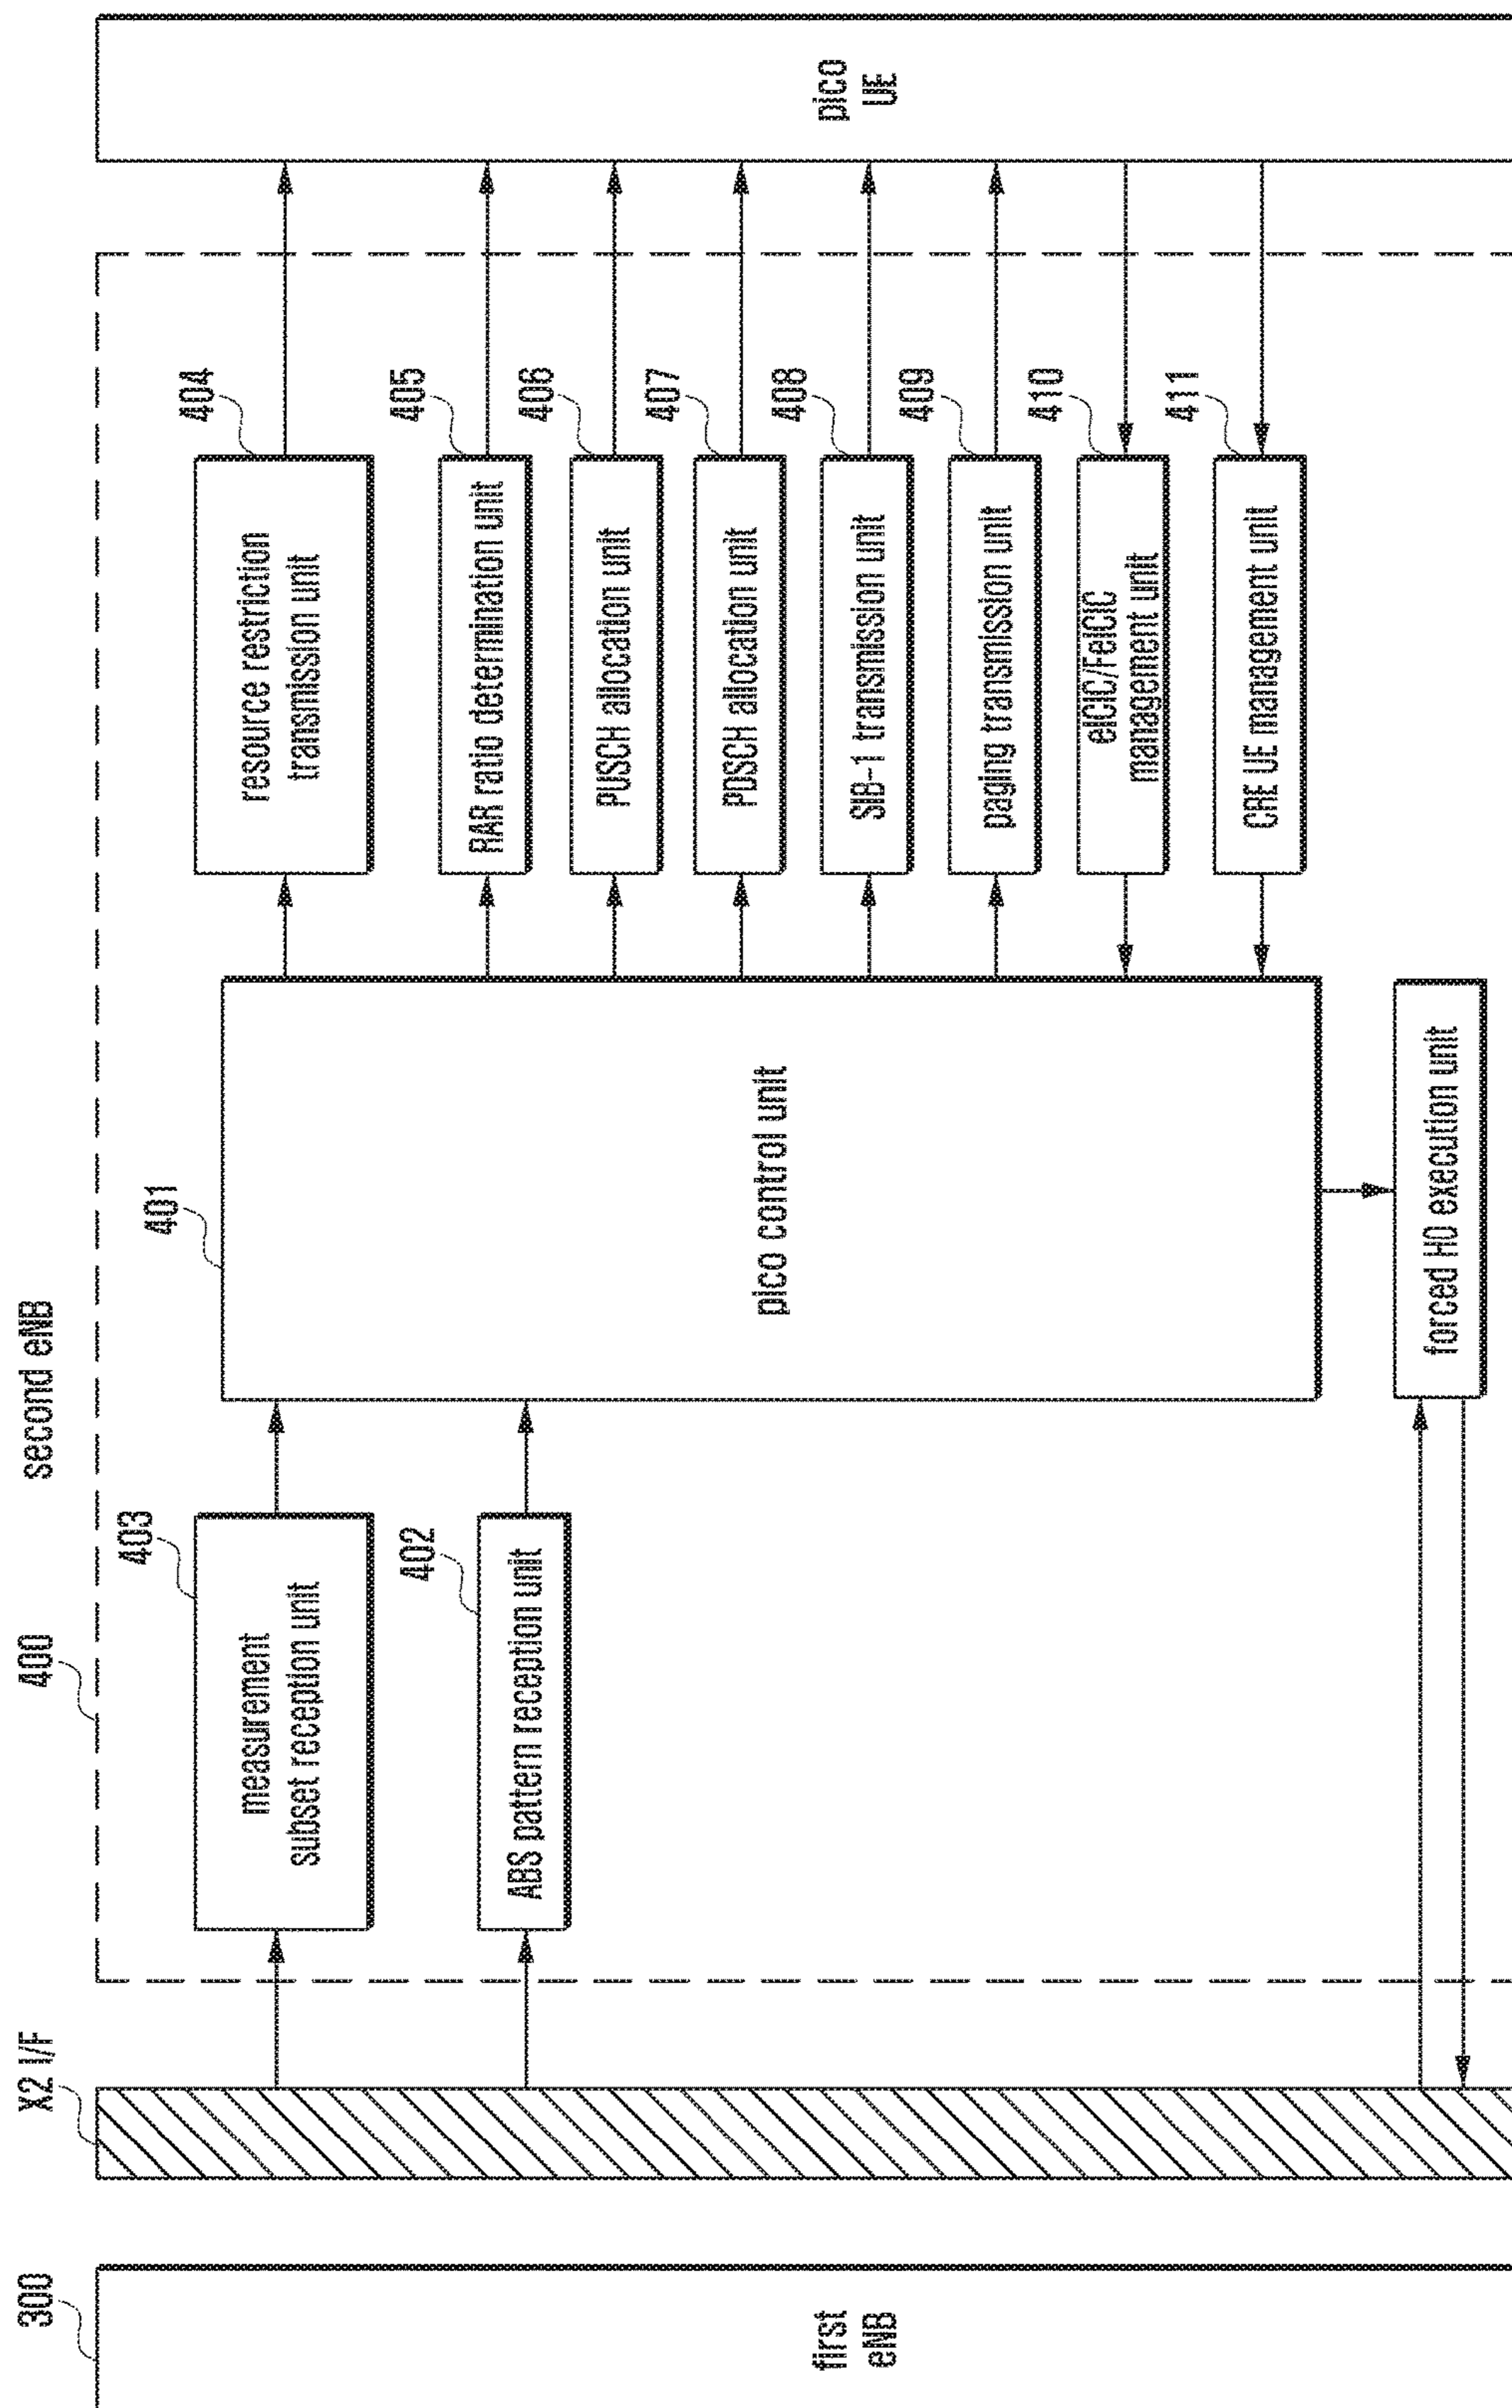 300
first
eNB
X2 I/F
400
second eNB
403
measurement
subset reception unit
402
ABS pattern reception unit
401
pico control unit
forced HO execution unit
404
resource restriction
transmission unit
405
RAR ratio determination unit
406
PUSCH allocation unit
407
PDSCH allocation unit
408
SIB-1 transmission unit
409
paging transmission unit
410
eICIC/FeICIC
management unit
411
CRE UE management unit
pico
UE